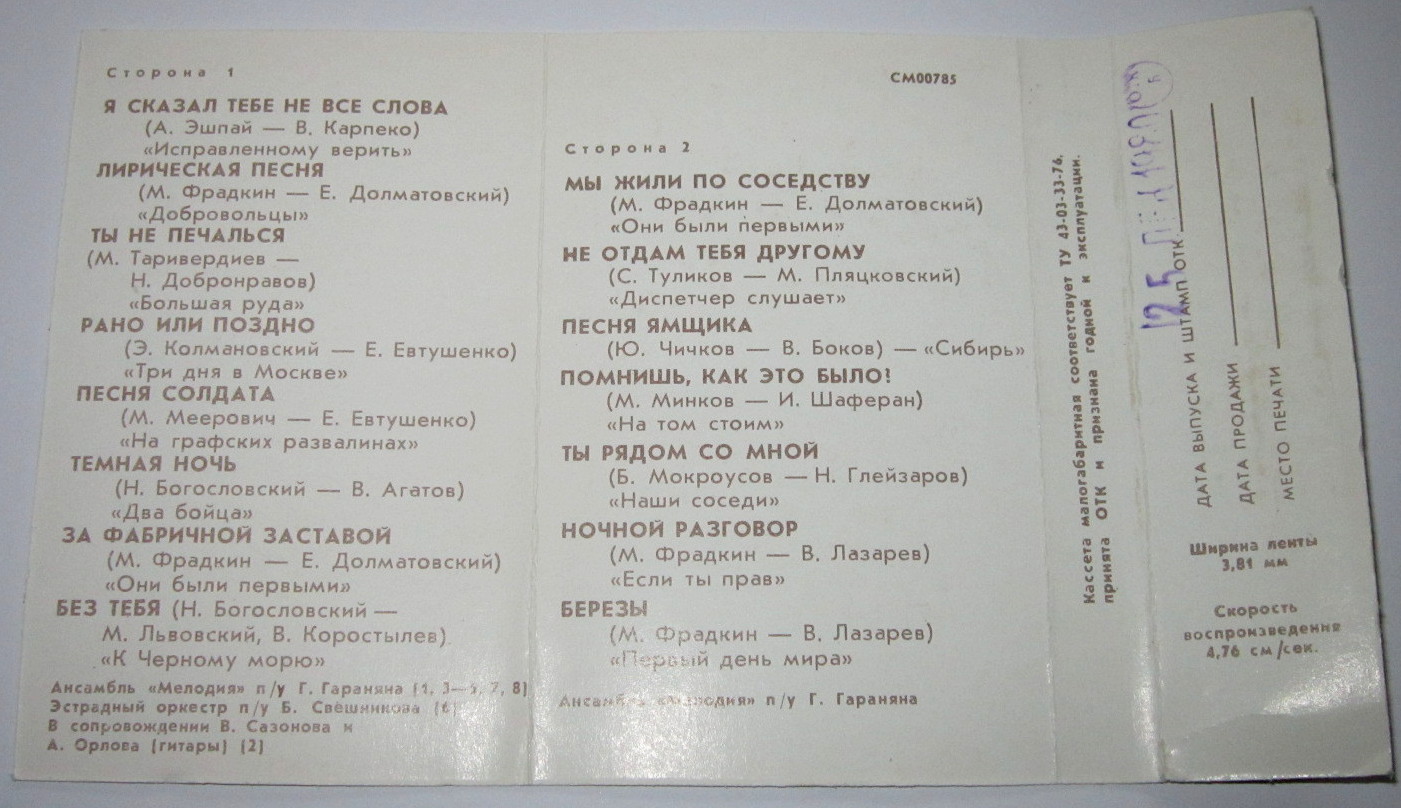 Сторона 1
Я СКАЗАЛ ТЕБЕ НЕ ВСЕ СЛОВА
(А. Эшпай — В. Карпеко)
«Исправленному верить»
ЛИРИЧЕСКАЯ ПЕСНЯ
(М. Фрадкин — Е. Долматовский)
«Добровольцы»
ТЫ НЕ ПЕЧАЛЬСЯ
(М. Таривердиев —
Н. Добронравов)
«Большая руда»
РАНО ИЛИ ПОЗДНО
(Э. Колмановский — Е. Евтушенко)
«Три дня в Москве»
ПЕСНЯ СОЛДАТА
(М. Меерович — Е. Евтушенко)
«На графских развалинах»
ТЕМНАЯ НОЧЬ
(Н. Богословский — В. Агатов)
«Два бойца»
ЗА ФАБРИЧНОЙ ЗАСТАВОЙ
(М. Фрадкин — Е. Долматовский)
«Они были первыми»
БЕЗ ТЕБЯ (Н. Богословский —
М. Львовский, В. Коростылев)
«К Черному морю»
Ансамбль «Мелодия» п/у Г. Гараняна (1, 3—5, 7, 8)
Эстрадный оркестр п/у Б. Свешникова (6)
В сопровождении В. Сазонова и
А. Орлова (гитары) (2)
СМ00785
Сторона 2
МЫ ЖИЛИ ПО СОСЕДСТВУ
(М. Фрадкин — Е. Долматовский)
«Они были первыми»
НЕ ОТДАМ ТЕБЯ ДРУГОМУ
(С. Туликов — М. Пляцковский)
«Диспетчер слушает»
ПЕСНЯ ЯМЩИКА
(Ю. Чичков — В. Боков) — «Сибирь»
ПОМНИШЬ, КАК ЭТО БЫЛО?
(М. Минков — И. Шаферан)
«На том стоим»
ТЫ РЯДОМ СО МНОЙ
(Б. Мокроусов — Н. Глейзаров)
«Наши соседи»
НОЧНОЙ РАЗГОВОР
(М. Фрадкин — В. Лазарев)
«Если ты прав»
БЕРЕЗЫ
(М. Фрадкин — В. Лазарев)
«Первый день мира»
Ансамбль «Мелодия» п/у Г. Гараняна
Кассета малогабаритная соответствует ТУ 43-03-33-76.
принята ОТК и признана годной к эксплуатации.
ДАТА ВЫПУСКА И ШТАМП ОТК
ДАТА ПРОДАЖИ
МЕСТО ПЕЧАТИ
Ширина ленты
3,81 мм
Скорость
воспроизведения
4,76 см/сек.